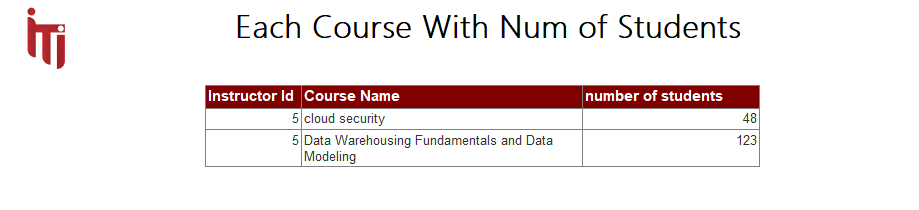 iTi
Each Course With Num of Students
Instructor Id Course Name number of students
5 cloud security 48
5 Data Warehousing Fundamentals and Data 123
Modeling